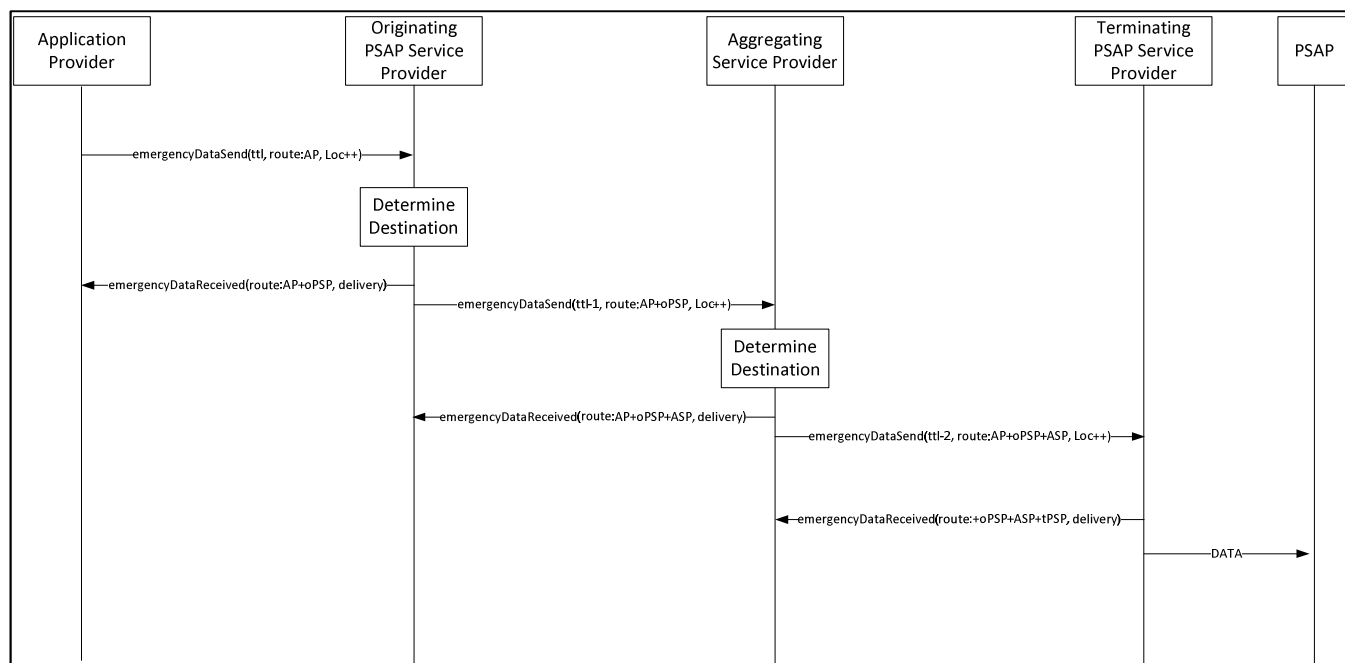 Application
Provider
Originating
PSAP Service
Provider
Aggregating
Service Provider
Terminating
PSAP Service
Provider
PSAP
emergencyDataSend(ttl, route:AP, Loc++)
Determine
Destination
emergencyDataReceived(route:AP+oPSP, delivery)
emergencyDataSend(ttl-1, route:AP+oPSP, Loc++)
Determine
Destination
emergencyDataReceived(route:AP+oPSP+ASP, delivery)
emergencyDataSend(ttl-2, route:AP+oPSP+ASP, Loc++)
emergencyDataReceived(route:+oPSP+ASP+tPSP, delivery)
DATA